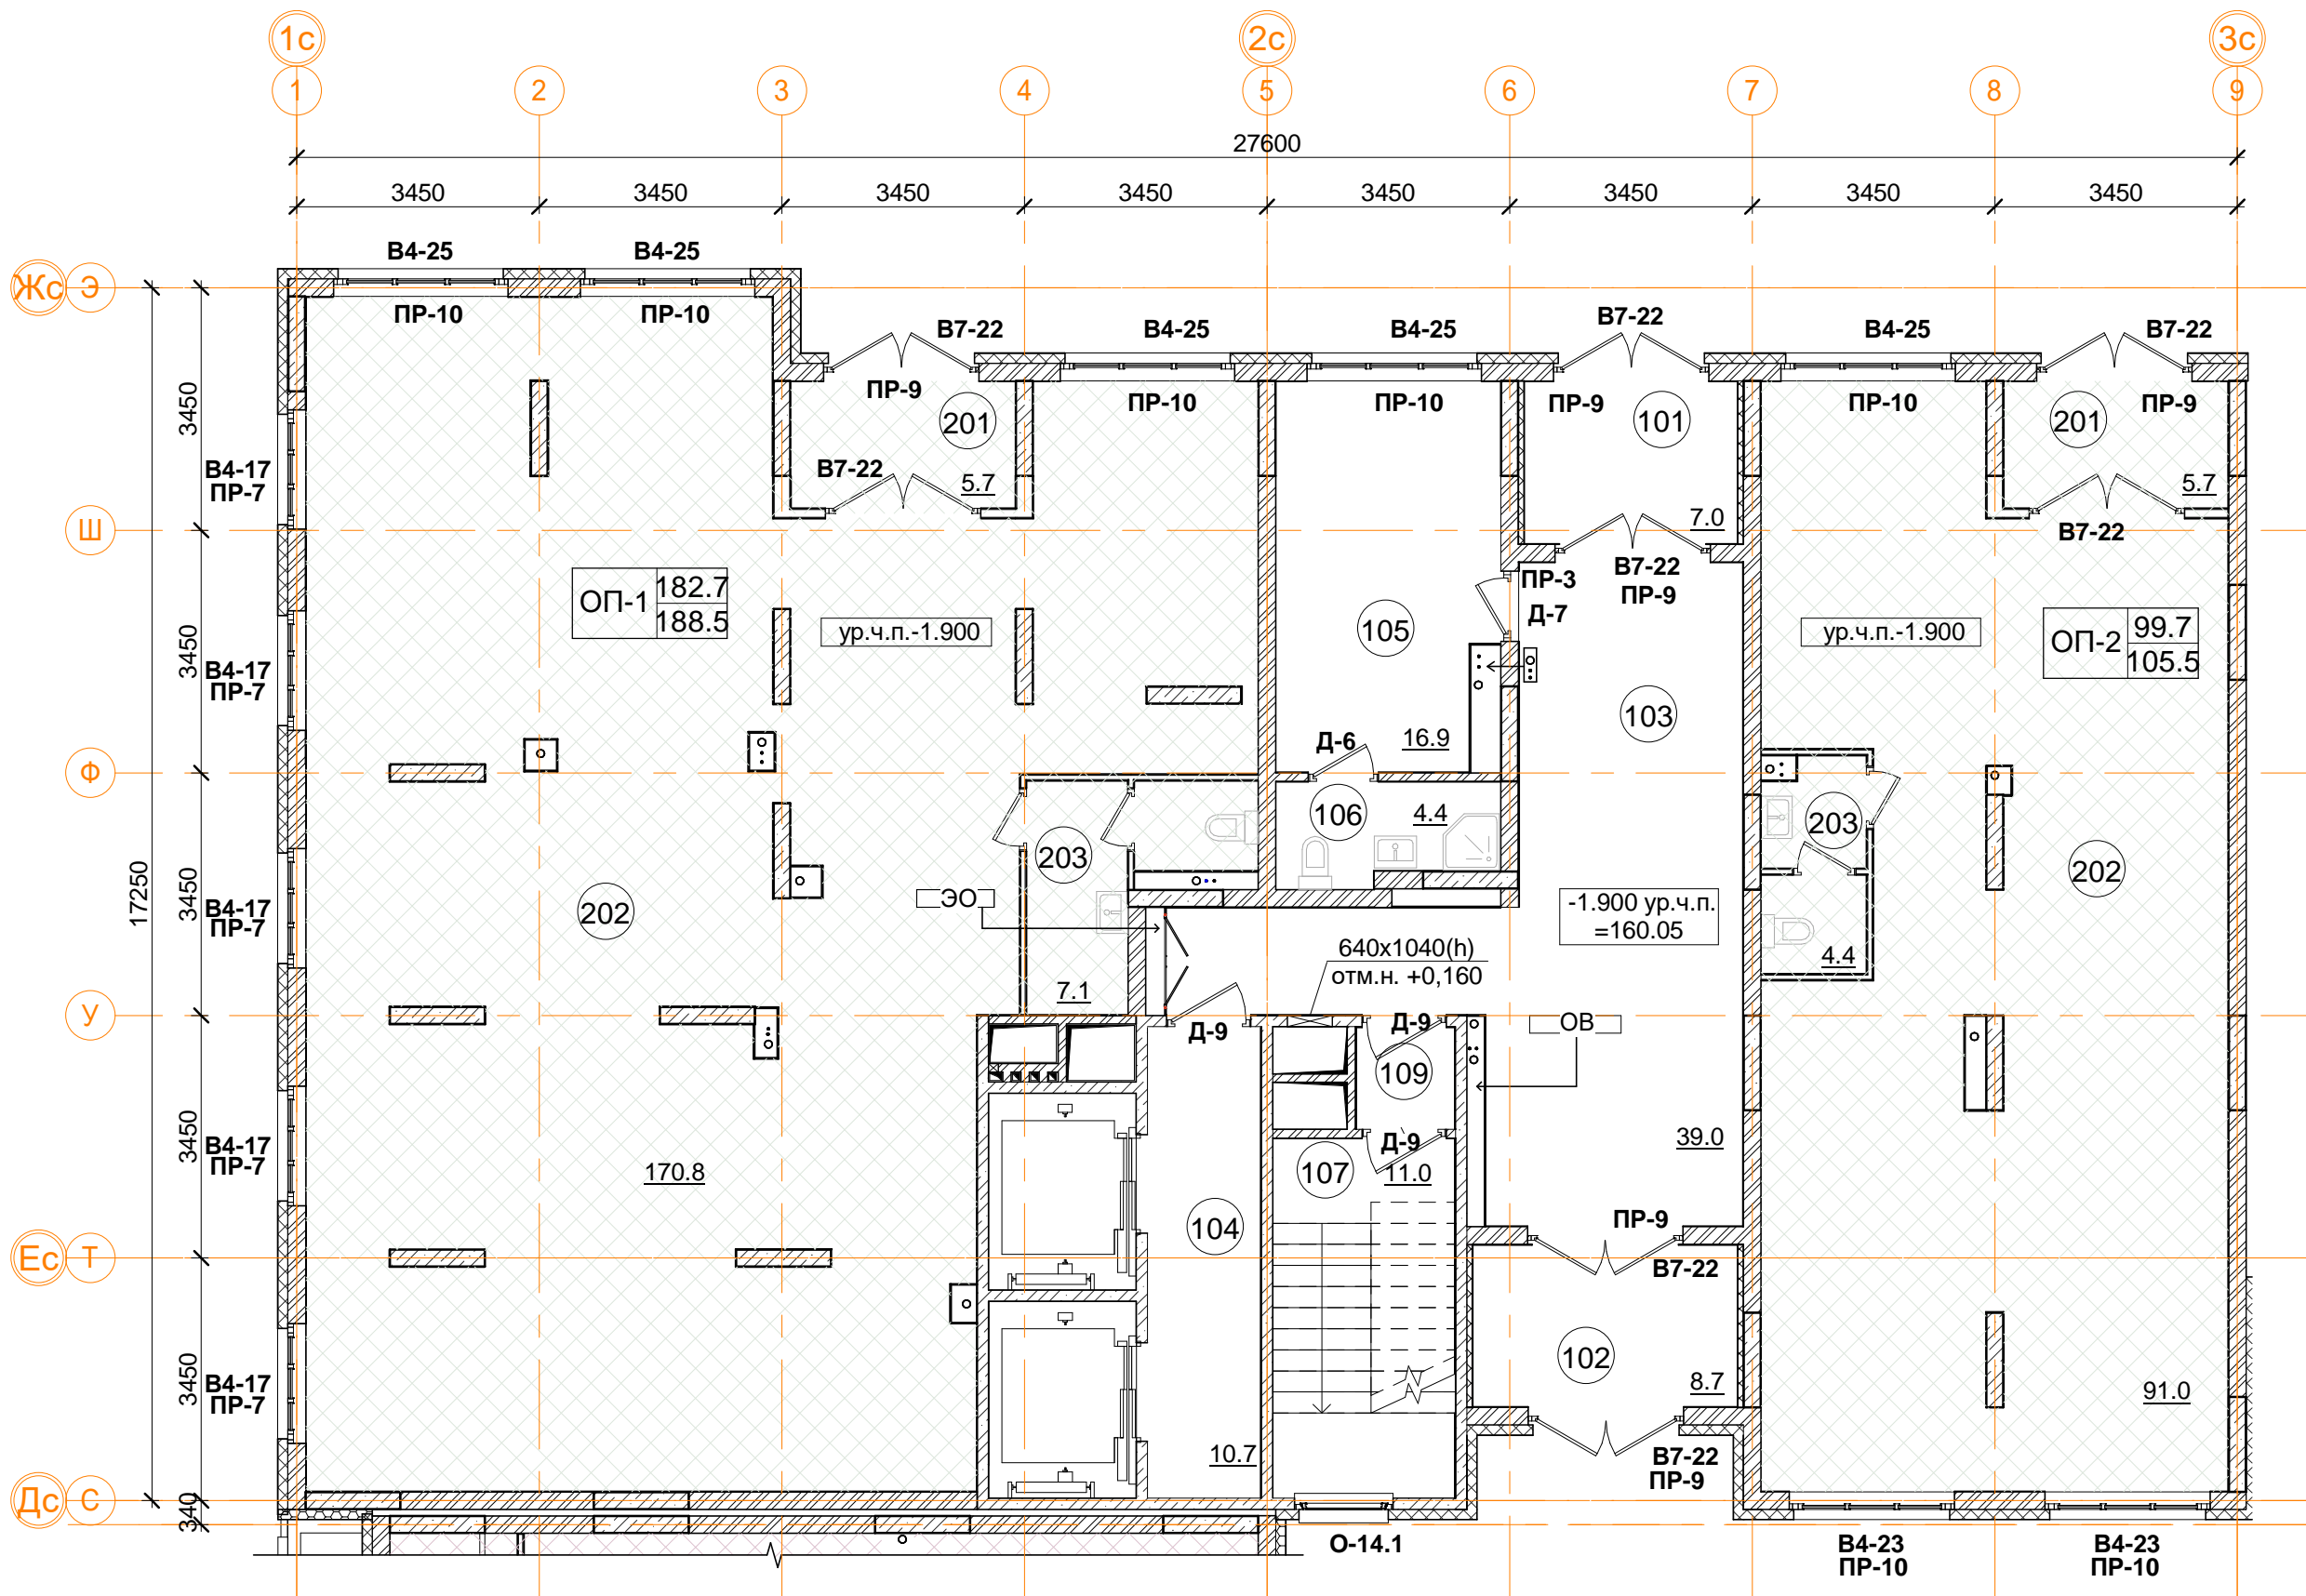 1с 2с 3с
1 2 3 4 5 6 7 8 9
27600
3450 3450 3450 3450 3450 3450 3450 3450
В4-25 В4-25
Жс Э
ПР-10 ПР-10
В7-22 В4-25 В4-25 В7-22 В4-25 В7-22
ПР-9 ПР-10 ПР-10 ПР-9 ПР-10 ПР-9
201 101 201
3450
В4-17
ПР-7
В7-22 5.7 7.0 5.7
Ш
В7-22
ПР-9
В7-22
ПР-3
Д-7
ОП-1 182.7
188.5
ур.ч.п.-1.900
105
ур.ч.п.-1.900
ОП-2 99.7
105.5
3450
В4-17
ПР-7
103
Д-6 16.9
Ф
106 4.4
203 203
202
17250
3450
В4-17
ПР-7
202
ЭО
-1.900 ур.ч.п.
=160.05
640х1040(h)
отм.н. +0,160
4.4
7.1
У
Д-9 Д-9
ОВ
109
3450
В4-17
ПР-7
Д-9
39.0
170.8
107 11.0
104
ПР-9
Ес Т
В7-22
102
3450
В4-17
ПР-7
8.7
91.0
10.7
В7-22
ПР-9
Дс С
340
О-14.1
В4-23
ПР-10
В4-23
ПР-10